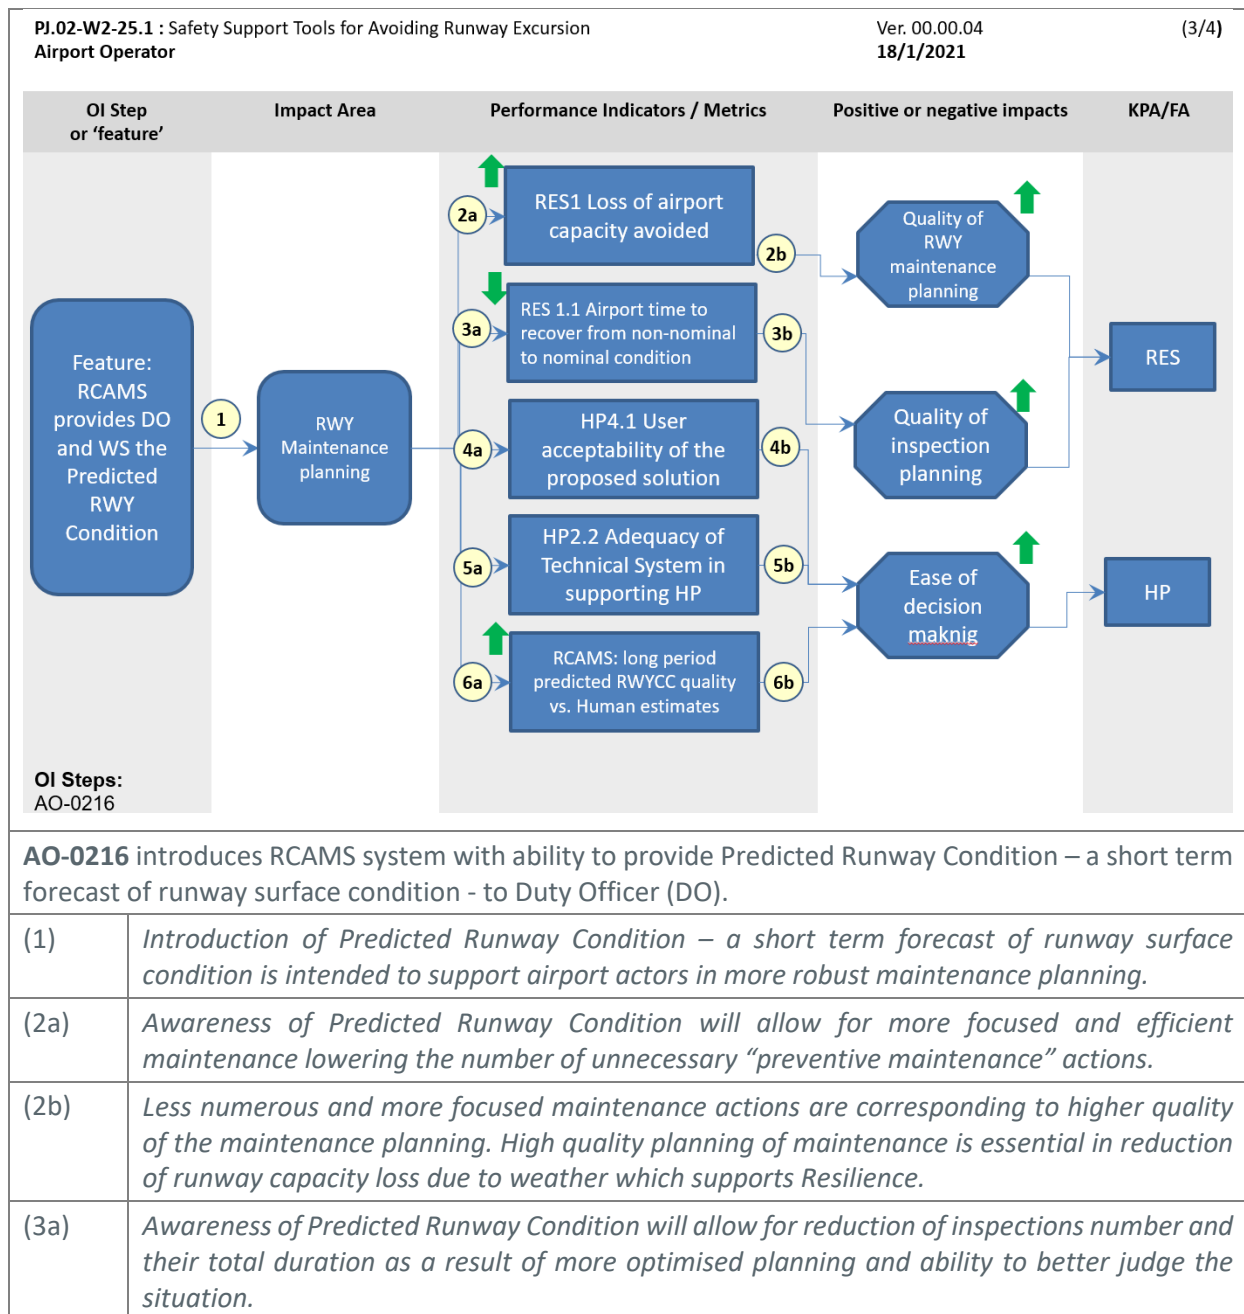 PJ.02-W2-25.1 : Safety Support Tools for Avoiding Runway Excursion
Airport Operator
Ver. 00.00.04
18/1/2021
(3/4)
OI Step
or ‘feature’
Impact Area
Performance Indicators / Metrics
Positive or negative impacts
KPA/FA
Feature:
RCAMS
provides DO
and WS the
Predicted
RWY
Condition
1
RWY
Maintenance
planning
2a
RES1 Loss of airport
capacity avoided
2b
3a
RES 1.1 Airport time to
recover from non-nominal
to nominal condition
3b
4a
HP4.1 User
acceptability of the
proposed solution
4b
5a
HP2.2 Adequacy of
Technical System in
supporting HP
5b
6a
RCAMS: long period
predicted RWYCC quality
vs. Human estimates
6b
Quality of
RWY
maintenance
planning
Quality of
inspection
planning
Ease of
decision
maknig
RES
HP
OI Steps:
AO-0216
AO-0216 introduces RCAMS system with ability to provide Predicted Runway Condition – a short term
forecast of runway surface condition - to Duty Officer (DO).
(1)
Introduction of Predicted Runway Condition – a short term forecast of runway surface
condition is intended to support airport actors in more robust maintenance planning.
(2a)
Awareness of Predicted Runway Condition will allow for more focused and efficient
maintenance lowering the number of unnecessary “preventive maintenance” actions.
(2b)
Less numerous and more focused maintenance actions are corresponding to higher quality
of the maintenance planning. High quality planning of maintenance is essential in reduction
of runway capacity loss due to weather which supports Resilience.
(3a)
Awareness of Predicted Runway Condition will allow for reduction of inspections number and
their total duration as a result of more optimised planning and ability to better judge the
situation.